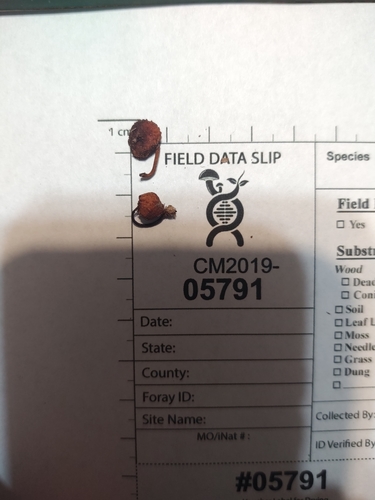 1 cm
FIELD DATA SLIP
Species
CM2019-
05791
Field
Yes
Substr
Wood
Dead
Con
Soil
Leaf L
Moss
Needle
Grass
Dung
Date:
State:
County:
Foray ID:
Site Name:
Collected By:
MO/iNat #:
ID Verified By
#05791